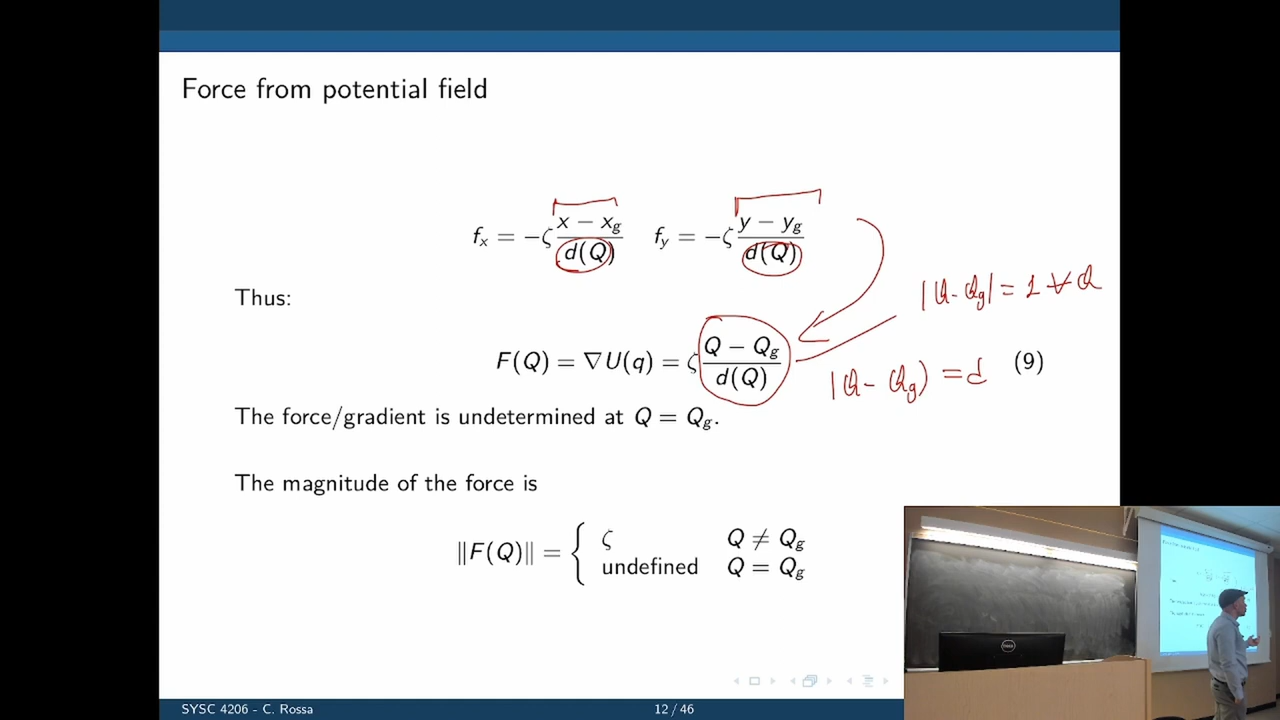 Force from potential field
f_x = −ζ (x − x_g)/d(Q)   f_y = −ζ (y − y_g)/d(Q)
|Q - Q_g| = 1 ∀ Q
Thus:
F(Q) = ∇U(q) = ζ (Q − Q_g)/d(Q)   (9)
|Q - Q_g) = d
The force/gradient is undetermined at Q = Q_g.
The magnitude of the force is
‖F(Q)‖ = { ζ   Q ≠ Q_g
undefined   Q = Q_g
SYSC 4206 - C. Rossa   12 / 46